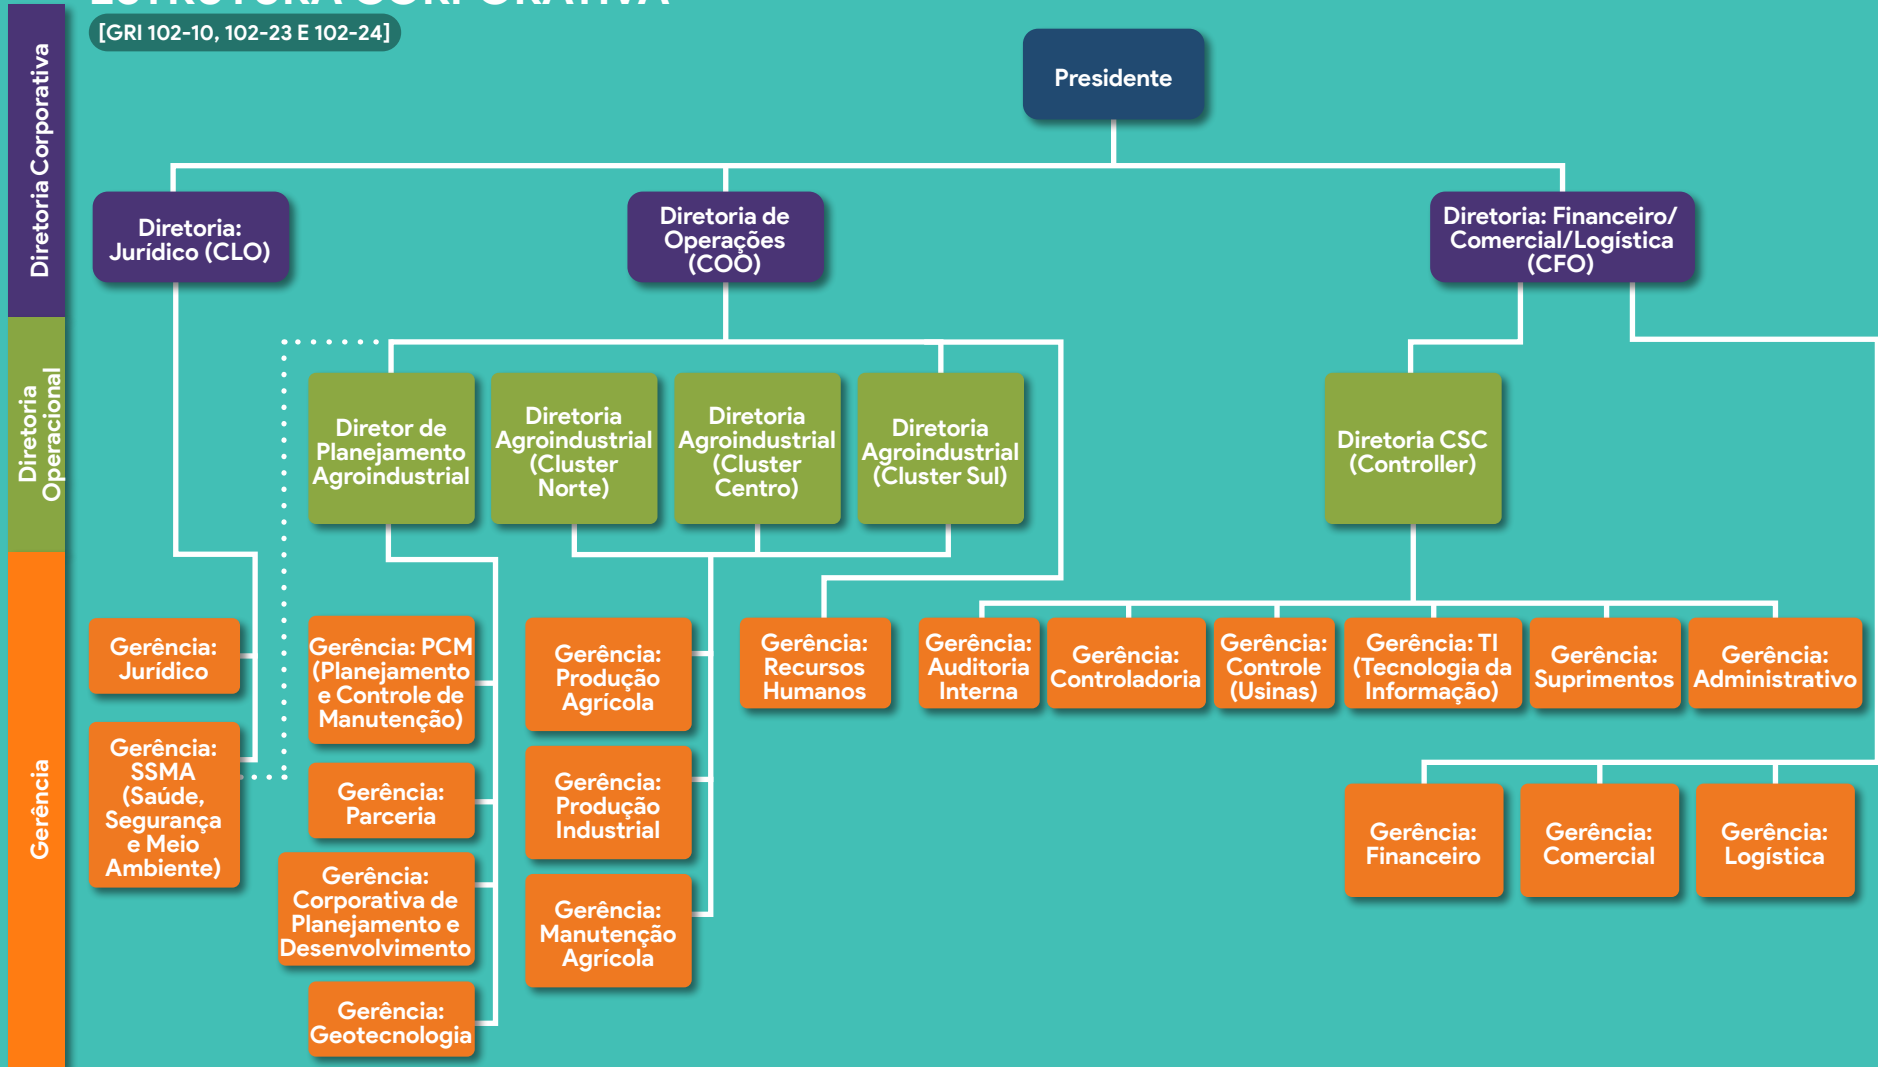 ESTRUTURA CORPORATIVA
[GRI 102-10, 102-23 E 102-24]
Diretoria Corporativa
Presidente
Diretoria:
Jurídico (CLO)
Diretoria de
Operações
(COO)
Diretoria: Financeiro/
Comercial/Logística
(CFO)
Diretoria
Operacional
Diretor de
Planejamento
Agroindustrial
Diretoria
Agroindustrial
(Cluster
Norte)
Diretoria
Agroindustrial
(Cluster
Centro)
Diretoria
Agroindustrial
(Cluster Sul)
Diretoria CSC
(Controller)
Gerência
Gerência:
Jurídico
Gerência:
SSMA
(Saúde,
Segurança
e Meio
Ambiente)
Gerência: PCM
(Planejamento
e Controle de
Manutenção)
Gerência:
Parceria
Gerência:
Corporativa de
Planejamento e
Desenvolvimento
Gerência:
Geotecnologia
Gerência:
Produção
Agrícola
Gerência:
Produção
Industrial
Gerência:
Manutenção
Agrícola
Gerência:
Recursos
Humanos
Gerência:
Auditoria
Interna
Gerência:
Controladoria
Gerência:
Controle
(Usinas)
Gerência: TI
(Tecnologia da
Informação)
Gerência:
Suprimentos
Gerência:
Administrativo
Gerência:
Financeiro
Gerência:
Comercial
Gerência:
Logística